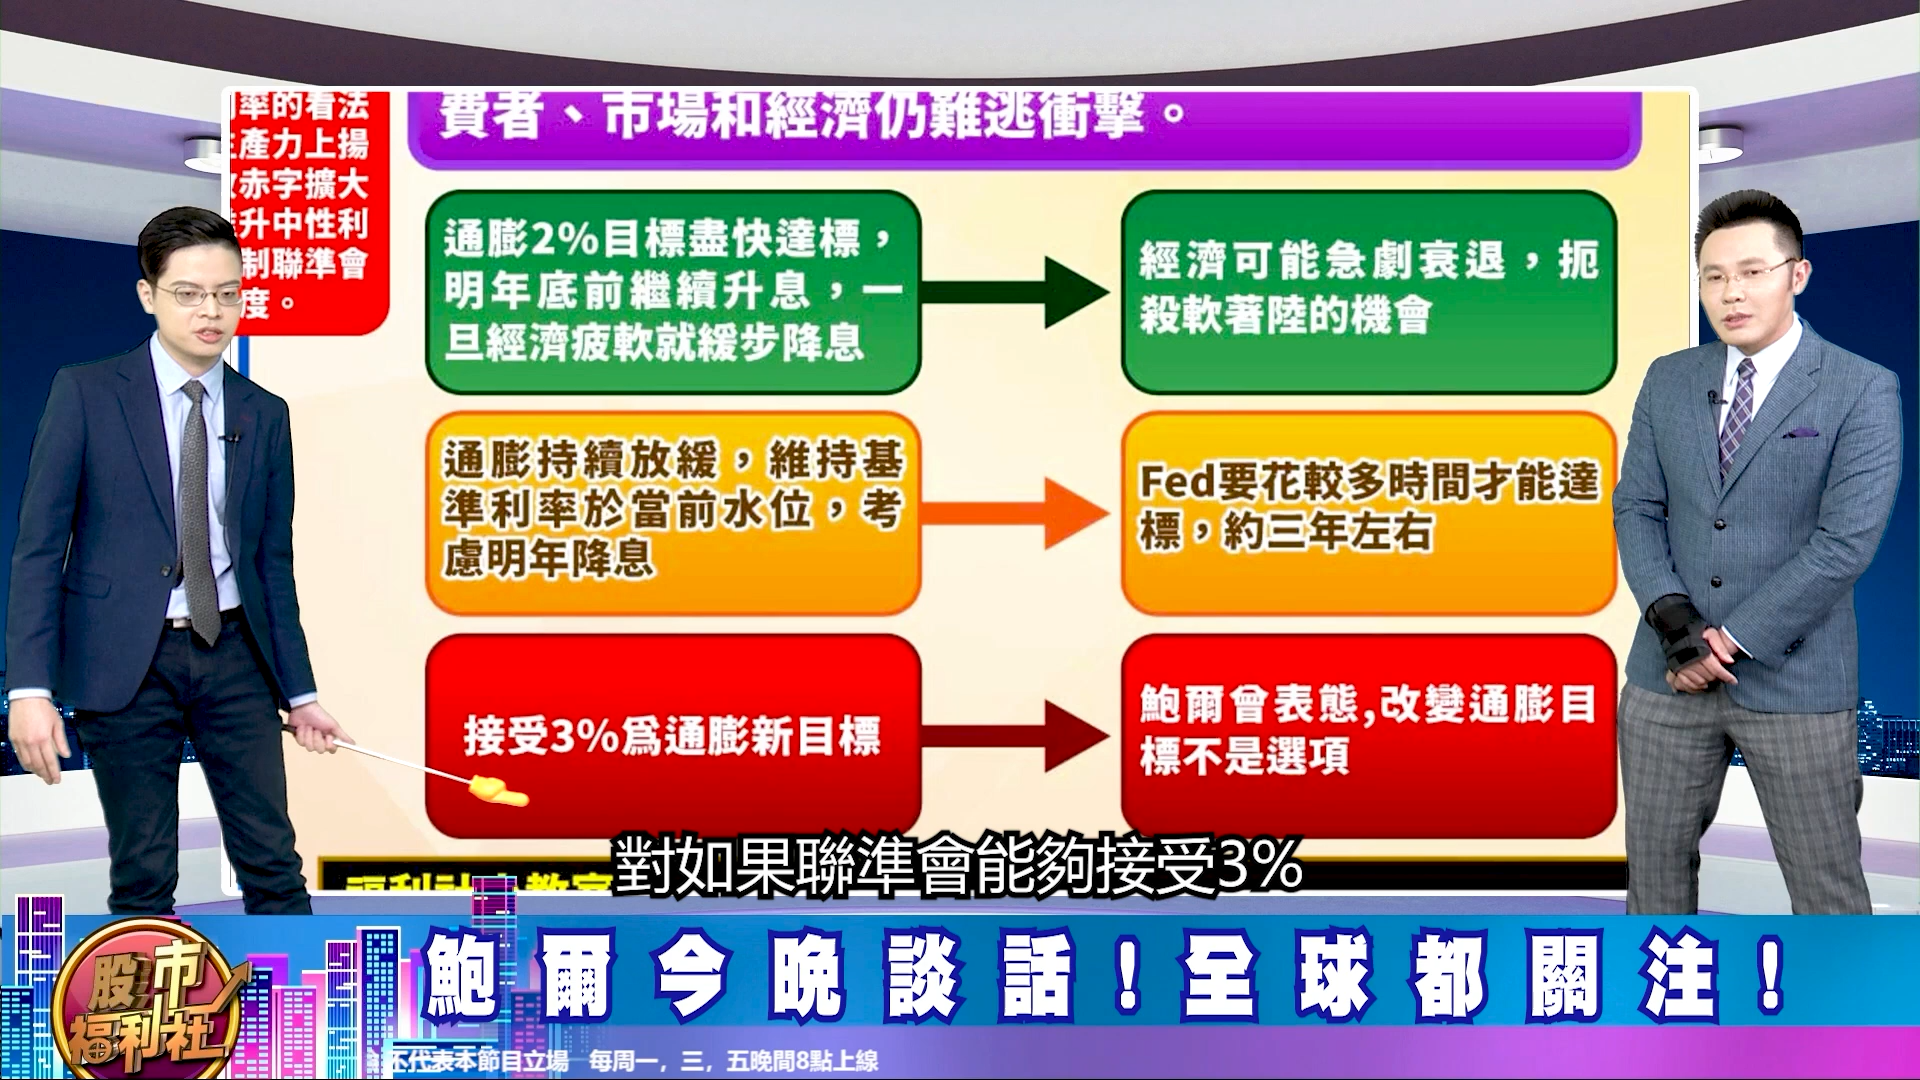 率的看法
產力上揚
赤字擴大
升中性利
制聯準會
度。
費者、市場和經濟仍難逃衝擊。
通膨2%目標盡快達標，
明年底前繼續升息，一
旦經濟疲軟就緩步降息
經濟可能急劇衰退，扼
殺軟著陸的機會
通膨持續放緩，維持基
準利率於當前水位，考
慮明年降息
Fed要花較多時間才能達
標，約三年左右
接受3%為通膨新目標
鮑爾曾表態,改變通膨目
標不是選項
對如果聯準會能夠接受3%
鮑爾今晚談話!全球都關注!
股市
福利社
不代表本節目立場 每周一，三，五晚間8點上線